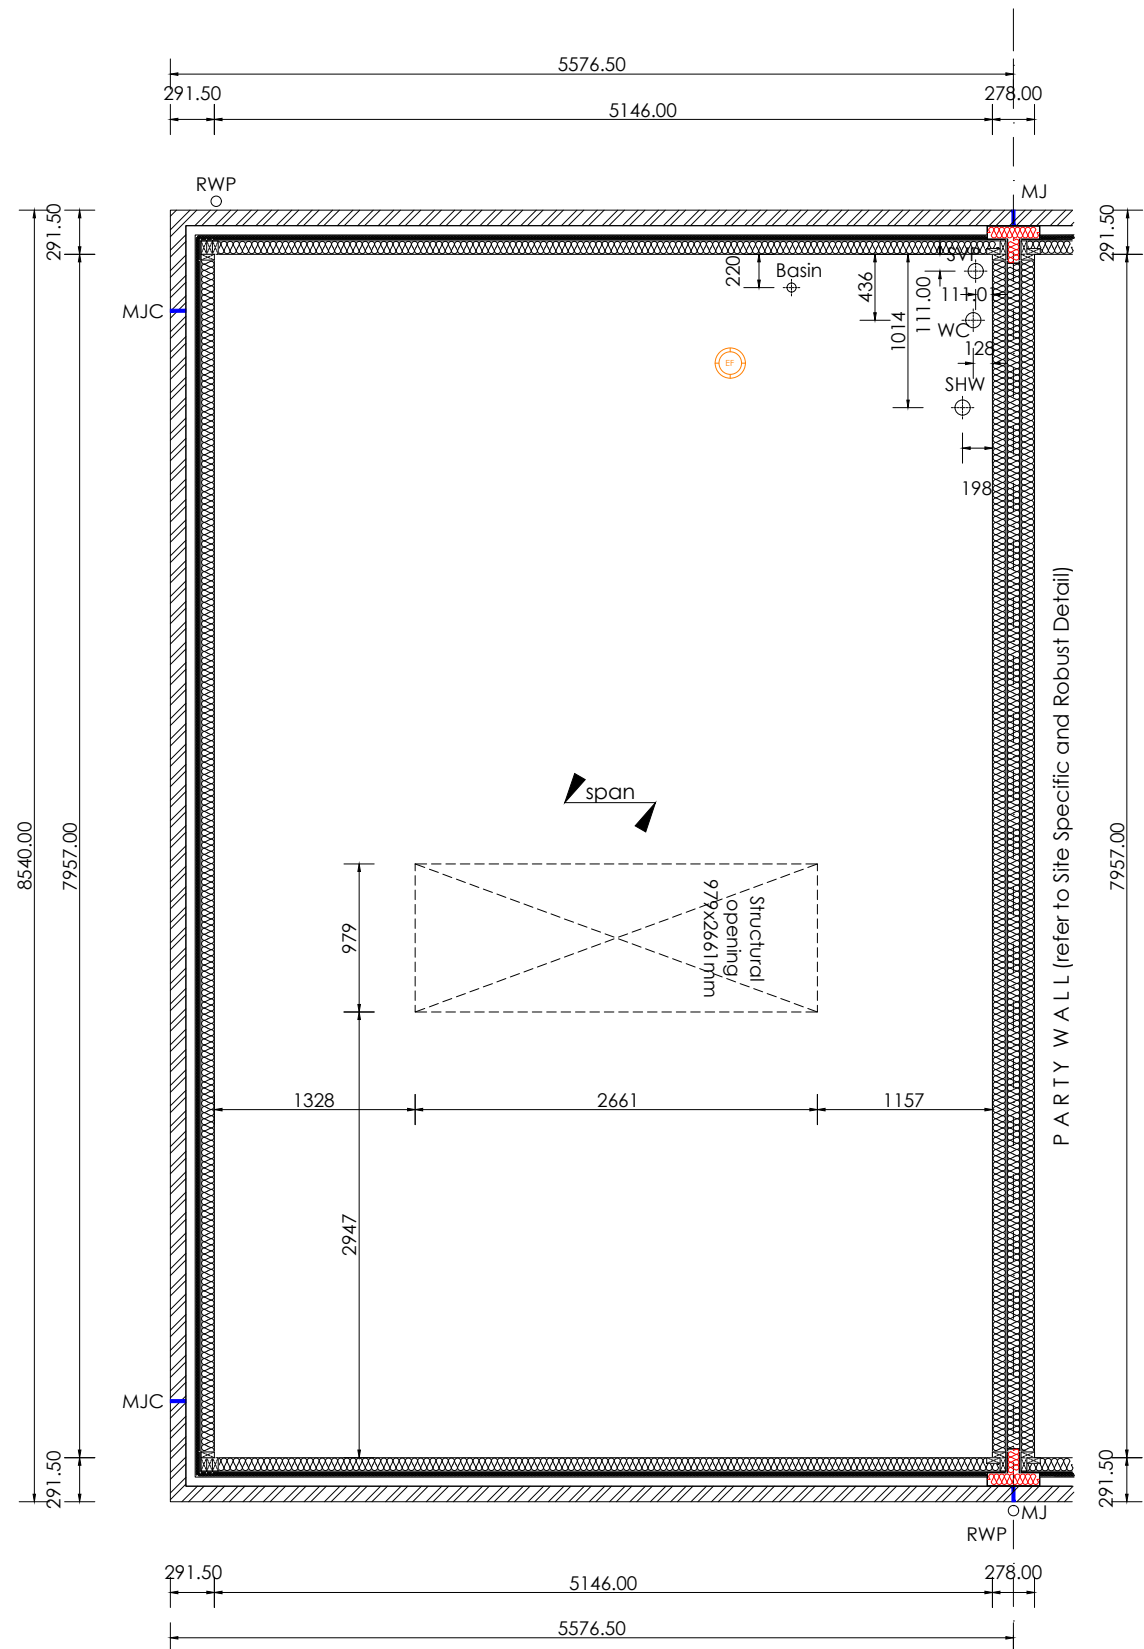 5576.50
291.50
5146.00
278.00
RWP
MJ
291.50
291.50
SVP
220
Basin
436
1014
111.00
111.01
MJC
WC
128
EF
SHW
198
PARTY WALL (refer to Site Specific and Robust Detail)
span
8540.00
7957.00
7957.00
979
Structural
opening
979x2661mm
1328
2661
1157
2947
MJC
291.50
291.50
MJ
RWP
291.50
5146.00
278.00
5576.50